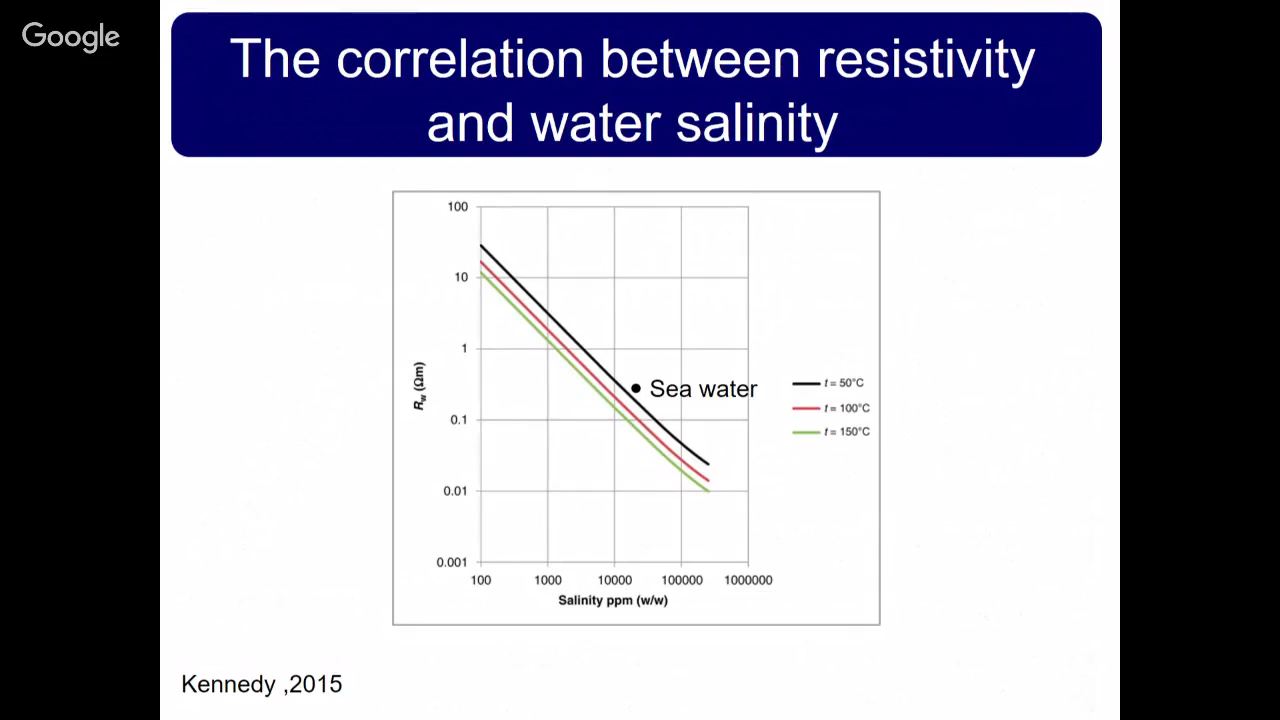 Google
The correlation between resistivity
and water salinity
100
10
1
0.1
0.01
0.001
Rw (Ωm)
Sea water
t = 50°C
t = 100°C
t = 150°C
100 1000 10000 100000 1000000
Salinity ppm (w/w)
Kennedy ,2015